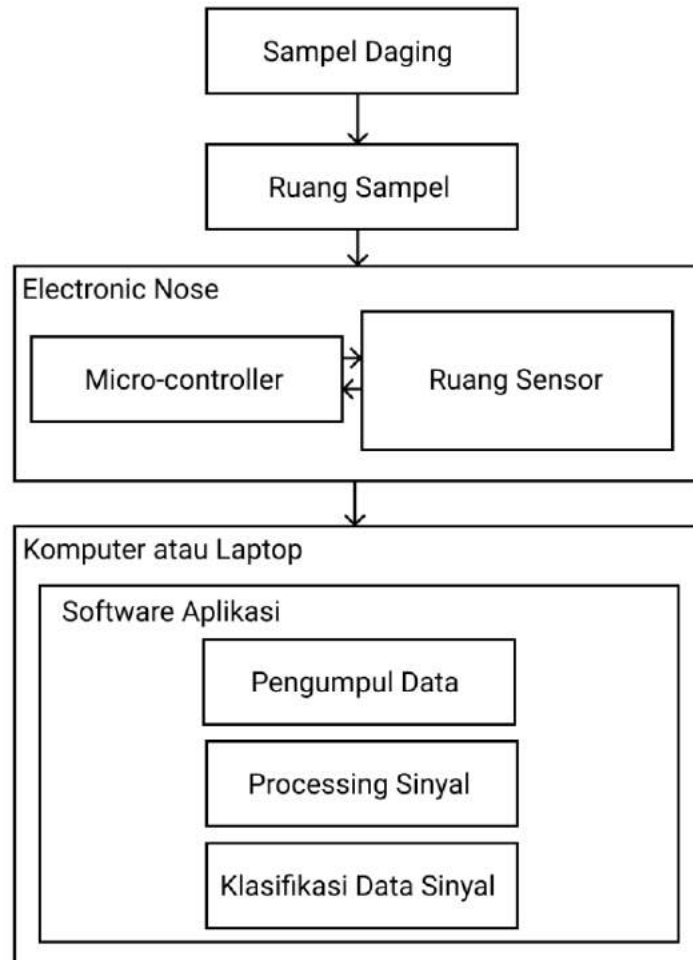 Sampel Daging
Ruang Sampel
Electronic Nose
Micro-controller
Ruang Sensor
Komputer atau Laptop
Software Aplikasi
Pengumpul Data
Processing Sinyal
Klasifikasi Data Sinyal